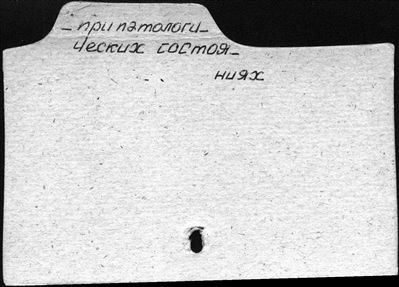 – при патологи–
ческих состоя–
ниях